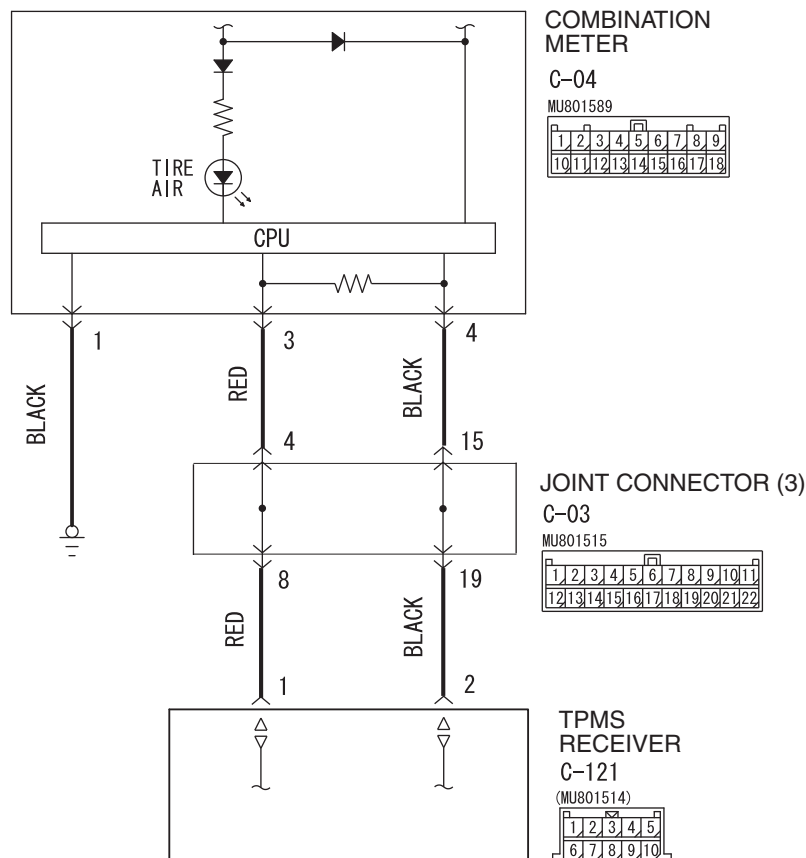 COMBINATION
METER
C-04
MU801589
1 2 3 4 5 6 7 8 9
10 11 12 13 14 15 16 17 18
TIRE
AIR
CPU
1 3 4
BLACK
RED
BLACK
4 15
JOINT CONNECTOR (3)
C-03
MU801515
1 2 3 4 5 6 7 8 9 10 11
12 13 14 15 16 17 18 19 20 21 22
8 19
RED
BLACK
1 2
TPMS
RECEIVER
C-121
(MU801514)
1 2 3 4 5
6 7 8 9 10